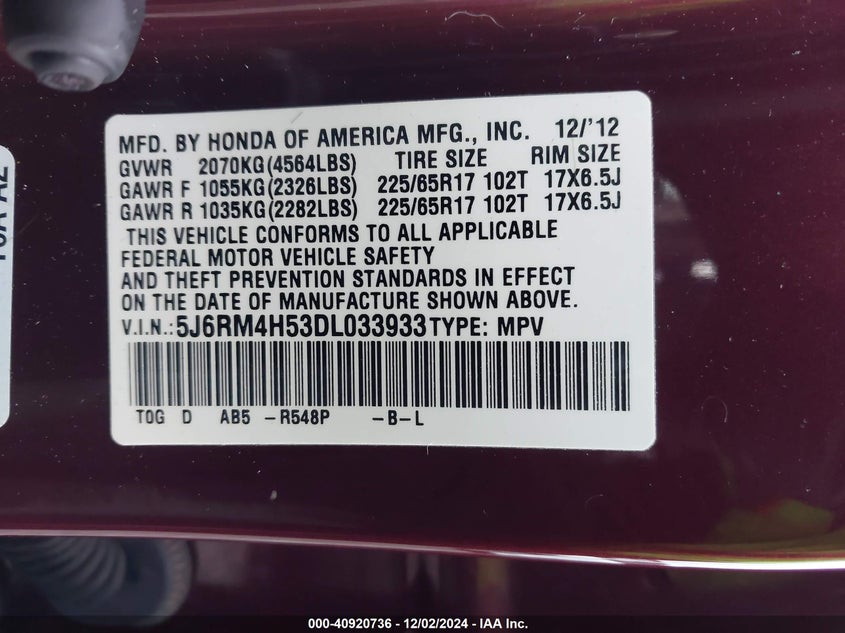 MFD. BY HONDA OF AMERICA MFG., INC. 12/'12
GVWR 2070KG(4564LBS) TIRE SIZE RIM SIZE
GAWR F 1055KG(2326LBS) 225/65R17 102T 17X6.5J
GAWR R 1035KG(2282LBS) 225/65R17 102T 17X6.5J
THIS VEHICLE CONFORMS TO ALL APPLICABLE
FEDERAL MOTOR VEHICLE SAFETY
AND THEFT PREVENTION STANDARDS IN EFFECT
ON THE DATE OF MANUFACTURE SHOWN ABOVE.
V.I.N.:5J6RM4H53DL033933 TYPE: MPV
T0G D AB5 -R548P -B-L
000-40920736 - 12/02/2024 - IAA Inc.